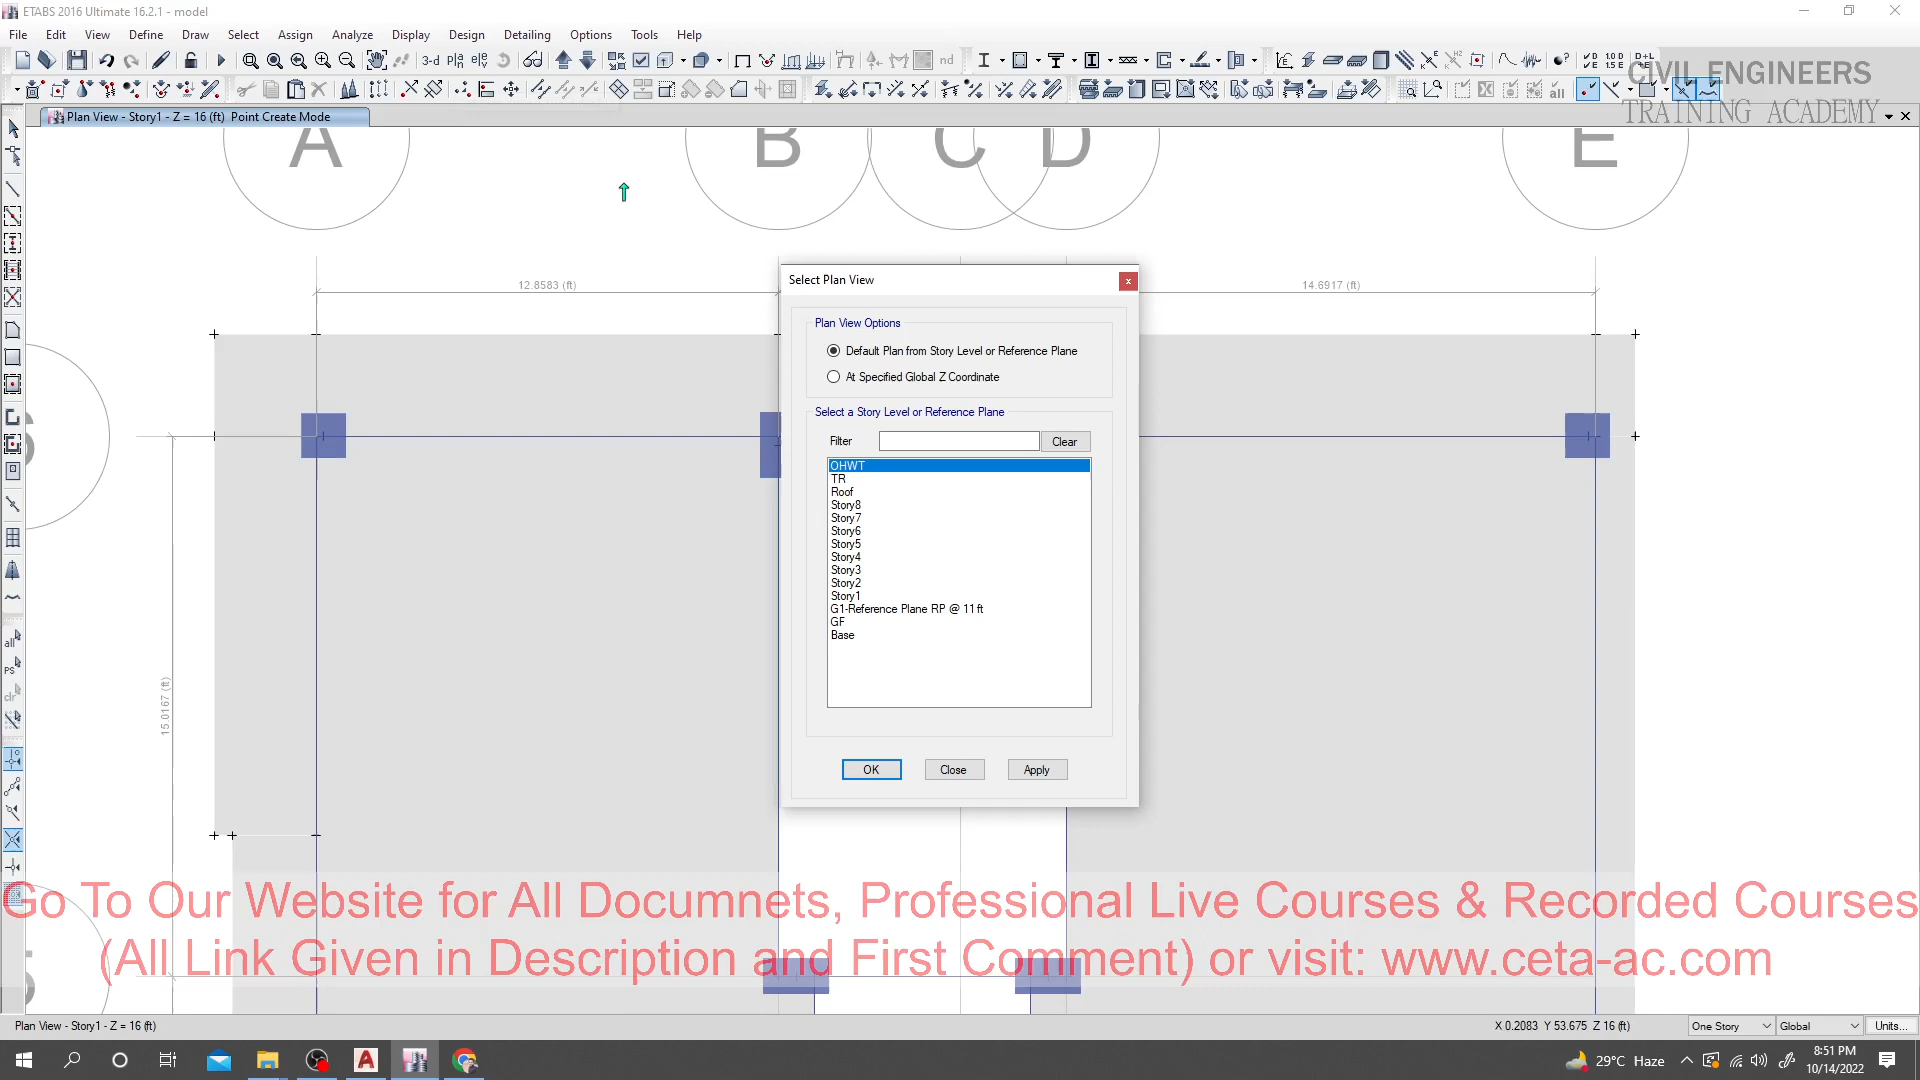 ETABS 2016 Ultimate 16.2.1 - model
File Edit View Define Draw Select Assign Analyze Display Design Detailing Options Tools Help
3-d
nd
all
CIVIL ENGINEERS
TRAINING ACADEMY
Plan View - Story1 - Z = 16 (ft) Point Create Mode
A B C D E
12.8583 (ft)
14.6917 (ft)
15.0167 (ft)
Select Plan View
Plan View Options
Default Plan from Story Level or Reference Plane
At Specified Global Z Coordinate
Select a Story Level or Reference Plane
Filter
Clear
OHWT
TR
Roof
Story8
Story7
Story6
Story5
Story4
Story3
Story2
Story1
G1-Reference Plane RP @ 11 ft
GF
Base
OK Close Apply
all
PS
clr
Go To Our Website for All Documnets, Professional Live Courses & Recorded Courses
(All Link Given in Description and First Comment) or visit: www.ceta-ac.com
Plan View - Story1 - Z = 16 (ft)
X 0.2083 Y 53.675 Z 16 (ft)
One Story
Global
Units...
29°C Haze
8:51 PM
10/14/2022